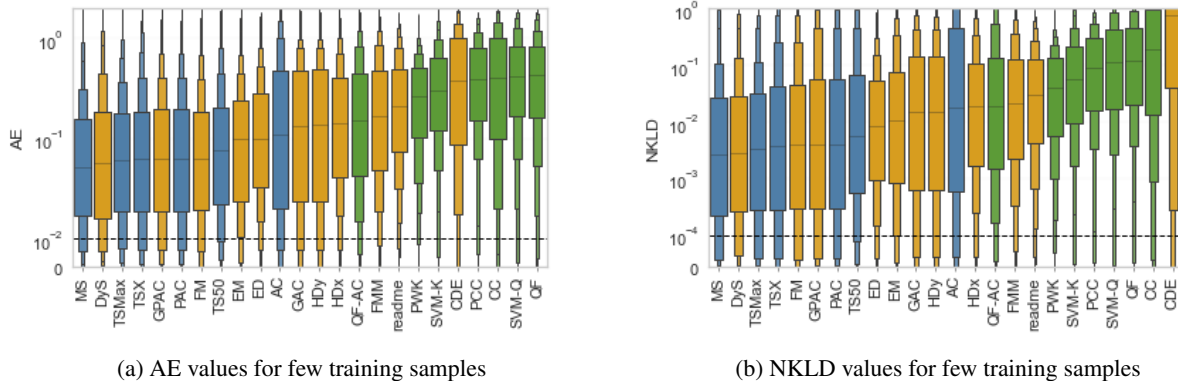 AE
10⁰
10⁻¹
10⁻²
0
MS DyS TSMax TSX GPAC PAC FM TS50 EM ED AC GAC HDy HDx QF-AC FMM readme PWK SVM-K CDE PCC CC SVM-Q QF
(a) AE values for few training samples
NKLD
10⁰
10⁻¹
10⁻²
10⁻³
10⁻⁴
0
MS DyS TSMax TSX FM GPAC PAC TS50 ED EM GAC HDy AC HDx QF-AC FMM readme PWK SVM-K PCC SVM-Q QF CC CDE
(b) NKLD values for few training samples